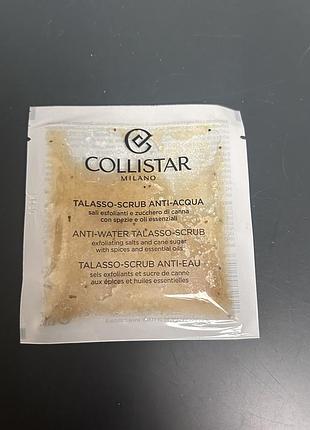 COLLISTAR
MILANO
TALASSO-SCRUB ANTI-ACQUA
sali esfolianti e zucchero di canna
con spezie e oli essenziali
ANTI-WATER TALASSO-SCRUB
exfoliating salts and cane sugar
with spices and essential oils
TALASSO-SCRUB ANTI-EAU
sels exfoliants et sucre de canne
aux épices et huiles essentielles